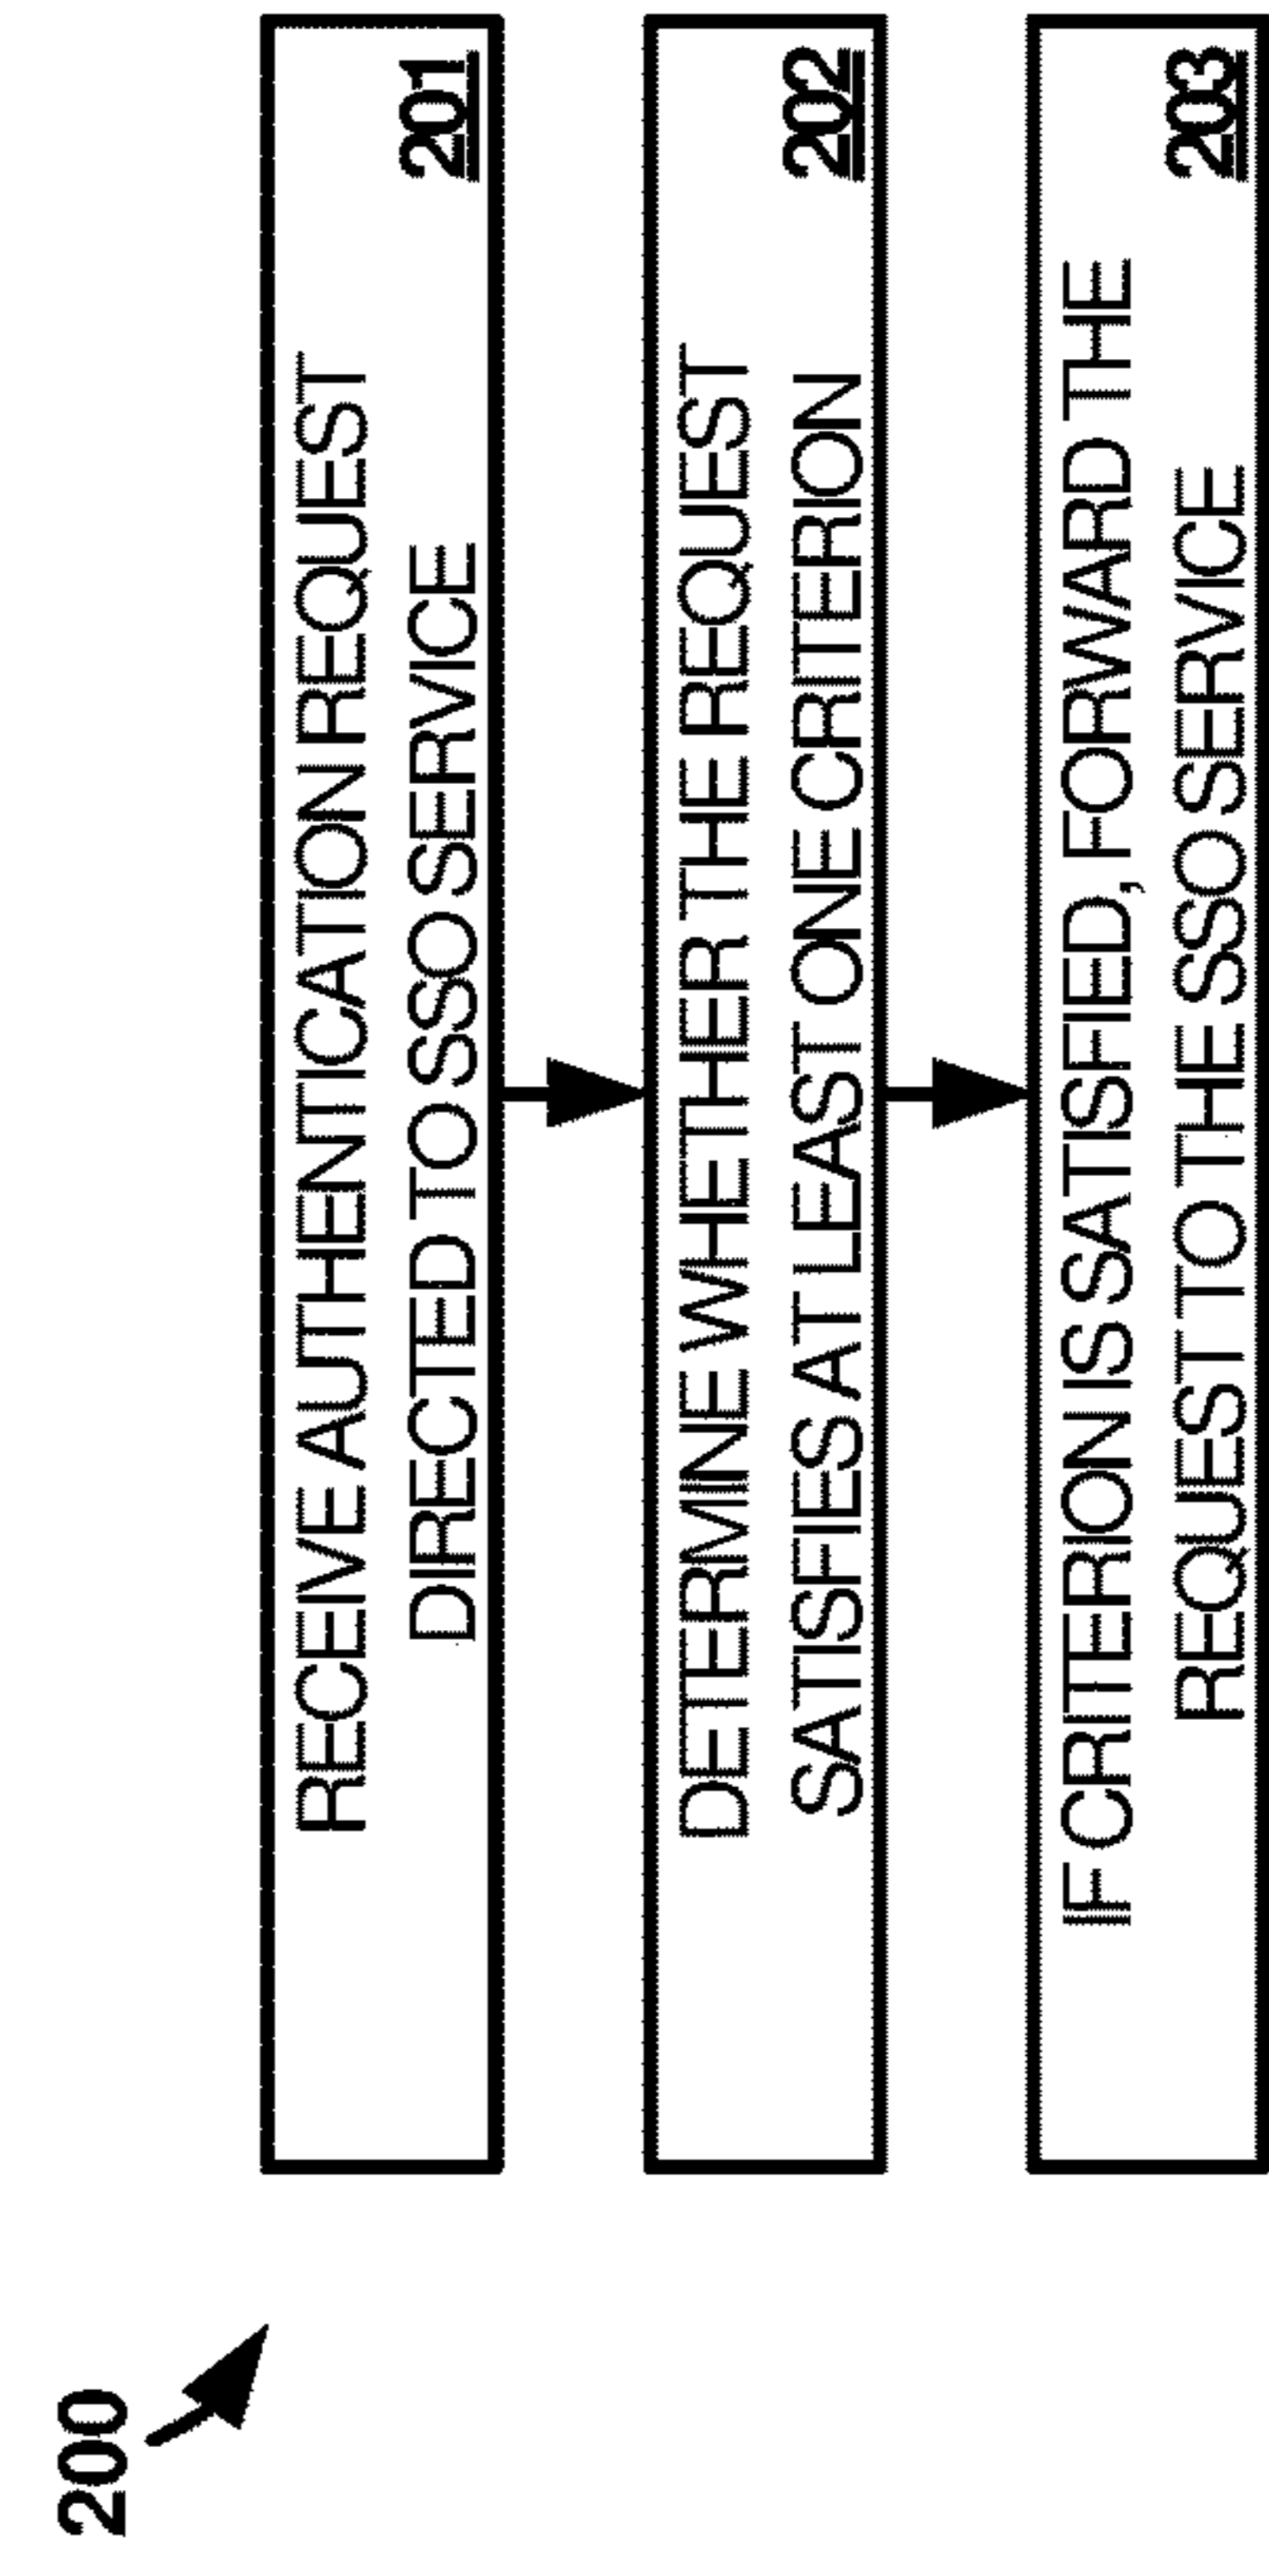 200
RECEIVE AUTHENTICATION REQUEST
DIRECTED TO SSO SERVICE
201
DETERMINE WHETHER THE REQUEST
SATISFIES AT LEAST ONE CRITERION
202
IF CRITERION IS SATISFIED, FORWARD THE
REQUEST TO THE SSO SERVICE
203